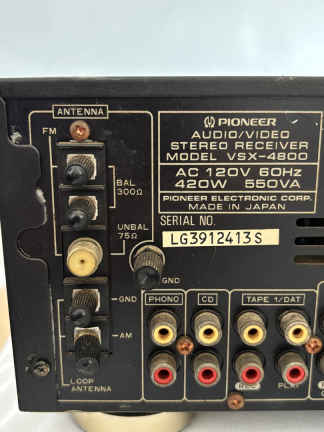 ANTENNA
FM
BAL
300Ω
UNBAL
75Ω
GND
AM
LOOP
ANTENNA
PIONEER
AUDIO/VIDEO
STEREO RECEIVER
MODEL VSX-4800
AC 120V 60Hz
420W 550VA
PIONEER ELECTRONIC CORP.
MADE IN JAPAN
SERIAL NO.
LG3912413S
GND
PHONO
CD
TAPE 1/DAT
REC
PLAY